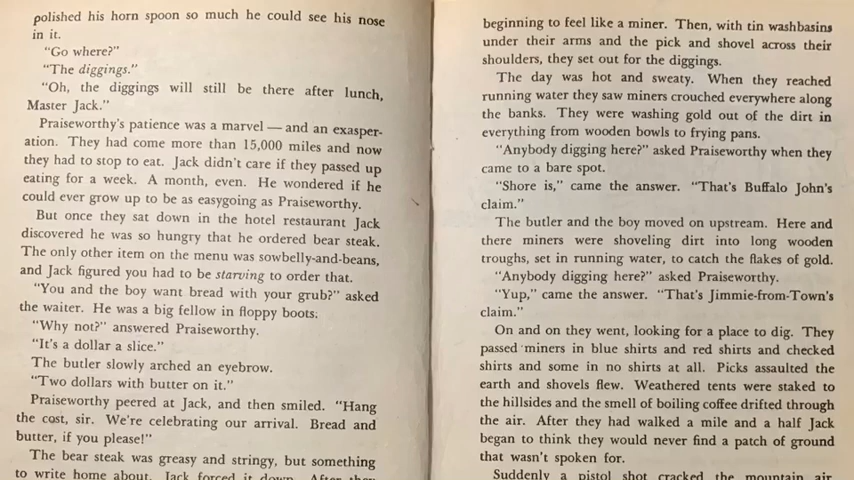 polished his horn spoon so much he could see his nose
in it.
"Go where?"
"The diggings."
"Oh, the diggings will still be there after lunch,
Master Jack."
Praiseworthy's patience was a marvel — and an exasper-
ation. They had come more than 15,000 miles and now
they had to stop to eat. Jack didn't care if they passed up
eating for a week. A month, even. He wondered if he
could ever grow up to be as easygoing as Praiseworthy.
But once they sat down in the hotel restaurant Jack
discovered he was so hungry that he ordered bear steak.
The only other item on the menu was sowbelly-and-beans,
and Jack figured you had to be starving to order that.
"You and the boy want bread with your grub?" asked
the waiter. He was a big fellow in floppy boots.
"Why not?" answered Praiseworthy.
"It's a dollar a slice."
The butler slowly arched an eyebrow.
"Two dollars with butter on it."
Praiseworthy peered at Jack, and then smiled. "Hang
the cost, sir. We're celebrating our arrival. Bread and
butter, if you please!"
The bear steak was greasy and stringy, but something
to write home about. Jack forced it down. After they
beginning to feel like a miner. Then, with tin washbasins
under their arms and the pick and shovel across their
shoulders, they set out for the diggings.
The day was hot and sweaty. When they reached
running water they saw miners crouched everywhere along
the banks. They were washing gold out of the dirt in
everything from wooden bowls to frying pans.
"Anybody digging here?" asked Praiseworthy when they
came to a bare spot.
"Shore is," came the answer. "That's Buffalo John's
claim."
The butler and the boy moved on upstream. Here and
there miners were shoveling dirt into long wooden
troughs, set in running water, to catch the flakes of gold.
"Anybody digging here?" asked Praiseworthy.
"Yup," came the answer. "That's Jimmie-from-Town's
claim."
On and on they went, looking for a place to dig. They
passed miners in blue shirts and red shirts and checked
shirts and some in no shirts at all. Picks assaulted the
earth and shovels flew. Weathered tents were staked to
the hillsides and the smell of boiling coffee drifted through
the air. After they had walked a mile and a half Jack
began to think they would never find a patch of ground
that wasn't spoken for.
Suddenly a pistol shot cracked the mountain air